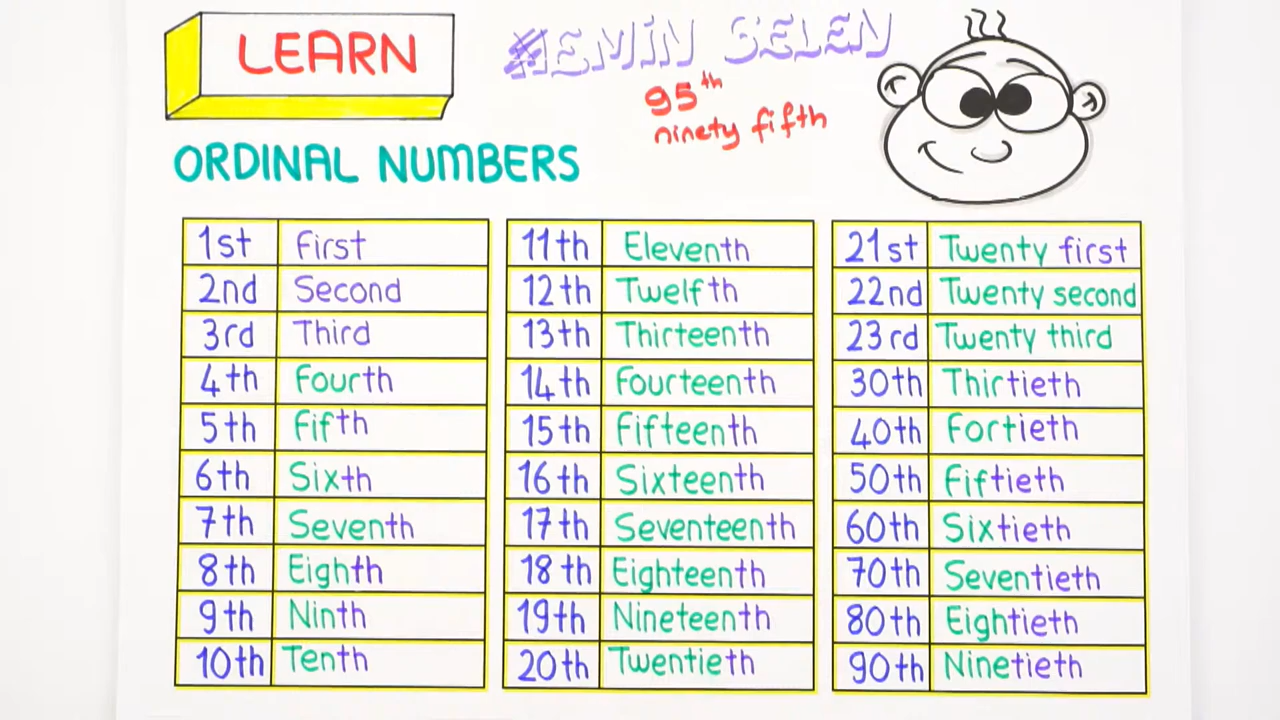 LEARN
EMİN SELEN
95th
ninety fifth
ORDINAL NUMBERS
1st First
2nd Second
3rd Third
4th Fourth
5th Fifth
6th Sixth
7th Seventh
8th Eighth
9th Ninth
10th Tenth
11th Eleventh
12th Twelfth
13th Thirteenth
14th Fourteenth
15th Fifteenth
16th Sixteenth
17th Seventeenth
18th Eighteenth
19th Nineteenth
20th Twentieth
21st Twenty first
22nd Twenty second
23rd Twenty third
30th Thirtieth
40th Fortieth
50th Fiftieth
60th Sixtieth
70th Seventieth
80th Eightieth
90th Ninetieth